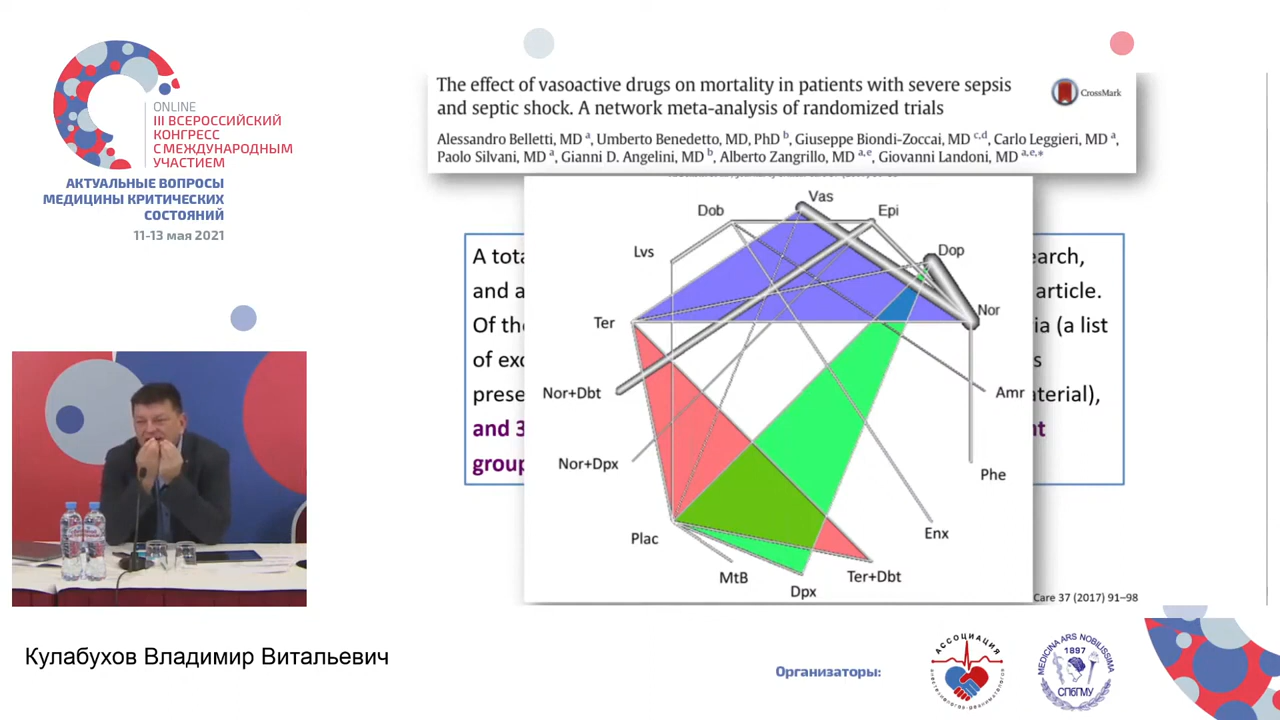 ONLINE
III ВСЕРОССИЙСКИЙ
КОНГРЕСС
С МЕЖДУНАРОДНЫМ
УЧАСТИЕМ
АКТУАЛЬНЫЕ ВОПРОСЫ
МЕДИЦИНЫ КРИТИЧЕСКИХ
СОСТОЯНИЙ
11-13 мая 2021
The effect of vasoactive drugs on mortality in patients with severe sepsis
and septic shock. A network meta-analysis of randomized trials
CrossMark
Alessandro Belletti, MD a, Umberto Benedetto, MD, PhD b, Giuseppe Biondi-Zoccai, MD c,d, Carlo Leggieri, MD a,
Paolo Silvani, MD a, Gianni D. Angelini, MD b, Alberto Zangrillo, MD a,e, Giovanni Landoni, MD a,e,*
Vas
Dob
Epi
Lvs
Dop
Ter
Nor
Nor+Dbt
Amr
Nor+Dpx
Phe
Plac
Enx
MtB
Ter+Dbt
Dpx
A tota
earch,
and a
article.
Of the
ia (a list
of exc
s
prese
aterial),
and 3
nt
group
Care 37 (2017) 91–98
Кулабухов Владимир Витальевич
Организаторы:
АССОЦИАЦИЯ
MEDICINA ARS NOBILISSIMA
1897
СПбГМУ